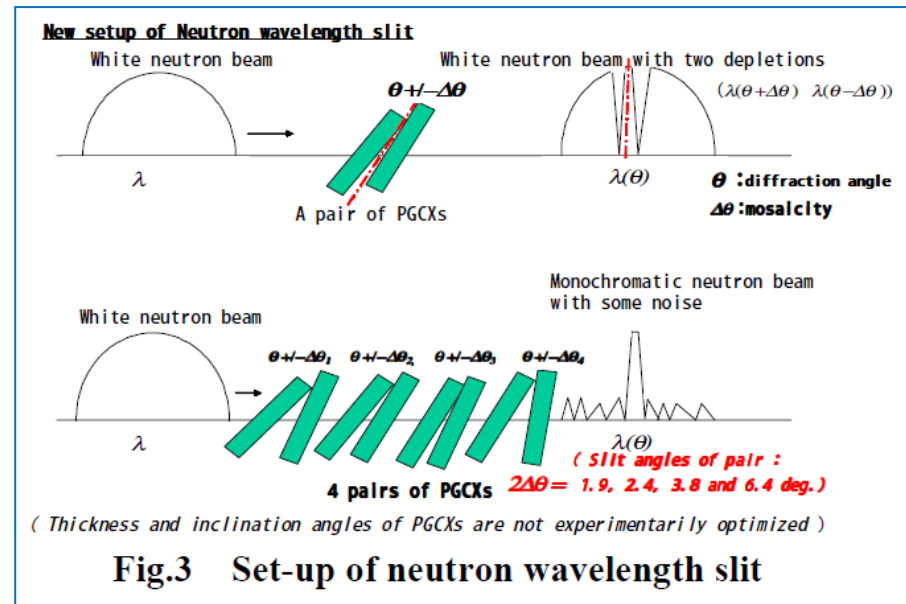 New setup of Neutron wavelength slit
White neutron beam
White neutron beam with two depletions
θ+/−Δθ
(λ(θ+Δθ) λ(θ−Δθ))
λ
λ(θ)
θ :diffraction angle
Δθ:mosaicity
A pair of PGCXs
Monochromatic neutron beam
with some noise
White neutron beam
θ+/−Δθ1 θ+/−Δθ2, θ+/−Δθ3 θ+/−Δθ4
λ
λ(θ)
( Slit angles of pair :
4 pairs of PGCXs 2Δθ= 1.9, 2.4, 3.8 and 6.4 deg.)
( Thickness and inclination angles of PGCXs are not experimentarily optimized )
Fig.3 Set-up of neutron wavelength slit